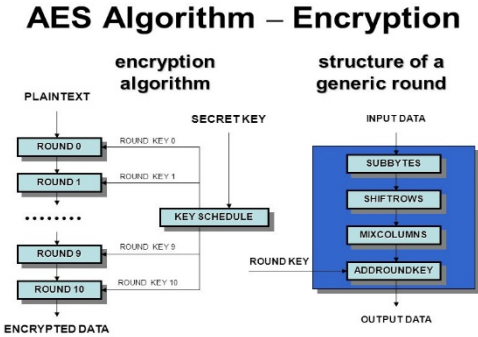 AES Algorithm – Encryption
encryption
algorithm
structure of a
generic round
PLAINTEXT
SECRET KEY
INPUT DATA
ROUND 0
ROUND KEY 0
SUBBYTES
ROUND 1
ROUND KEY 1
SHIFTROWS
........
KEY SCHEDULE
MIXCOLUMNS
ROUND 9
ROUND KEY 9
ROUND KEY
ADDROUNDKEY
ROUND 10
ROUND KEY 10
ENCRYPTED DATA
OUTPUT DATA